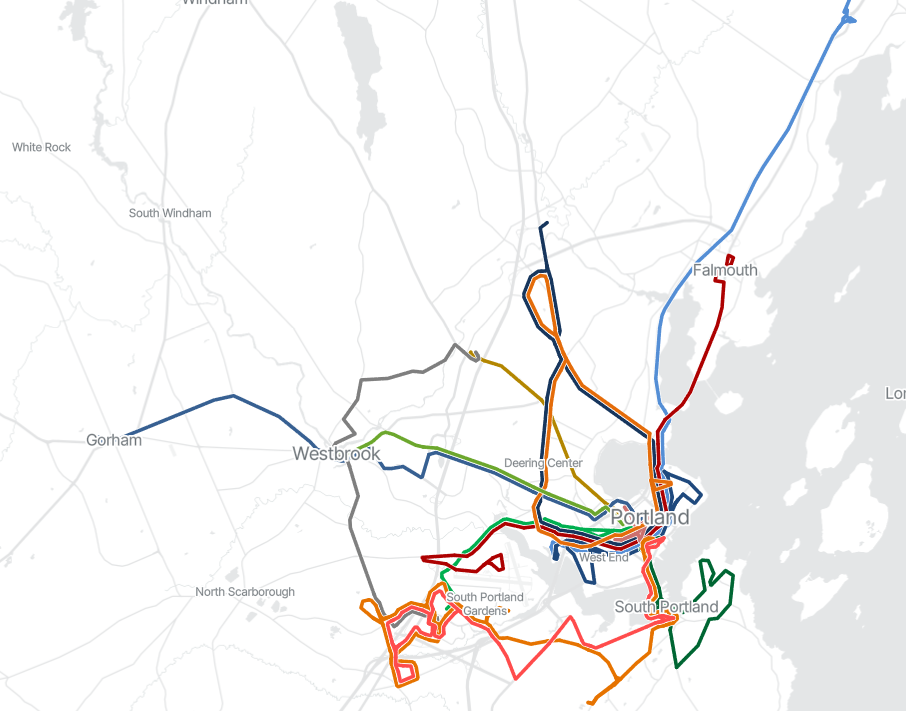 Windham
White Rock
South Windham
Falmouth
Lon
Gorham
Westbrook
Deering Center
Portland
West End
North Scarborough
South Portland
Gardens
South Portland